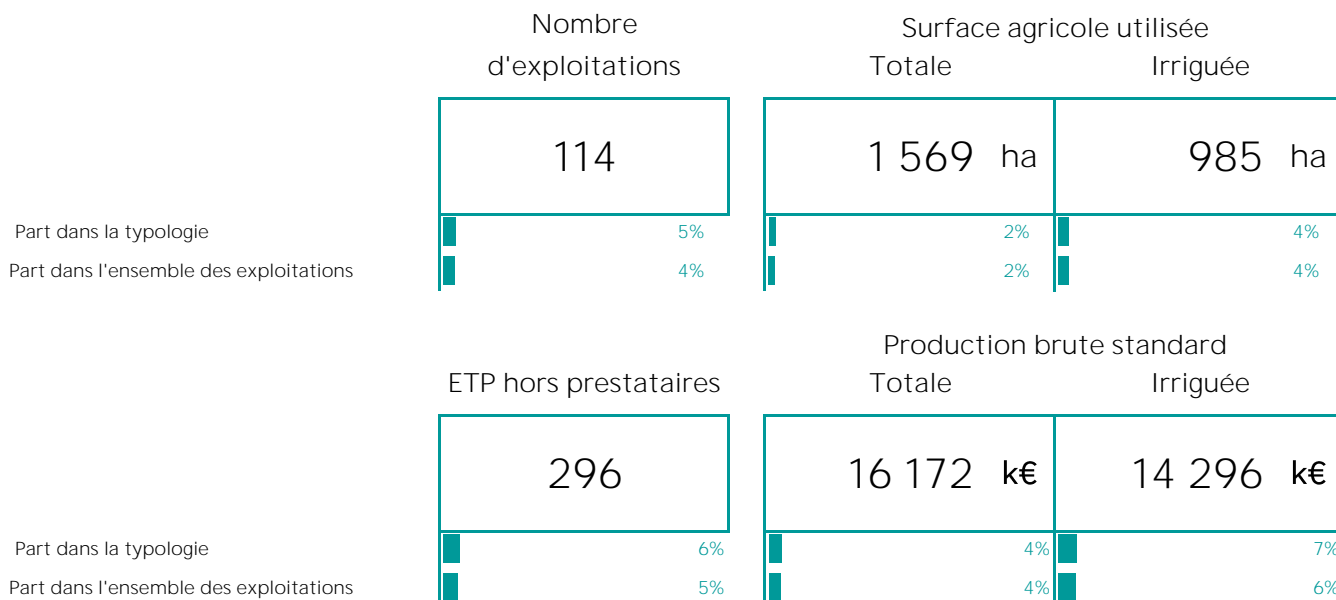 Nombre
d'exploitations
Surface agricole utilisée
Totale Irriguée
114 1 569 ha 985 ha
Part dans la typologie 5% 2% 4%
Part dans l'ensemble des exploitations 4% 2% 4%
Production brute standard
ETP hors prestataires Totale Irriguée
296 16 172 k€ 14 296 k€
Part dans la typologie 6% 4% 7%
Part dans l'ensemble des exploitations 5% 4% 6%